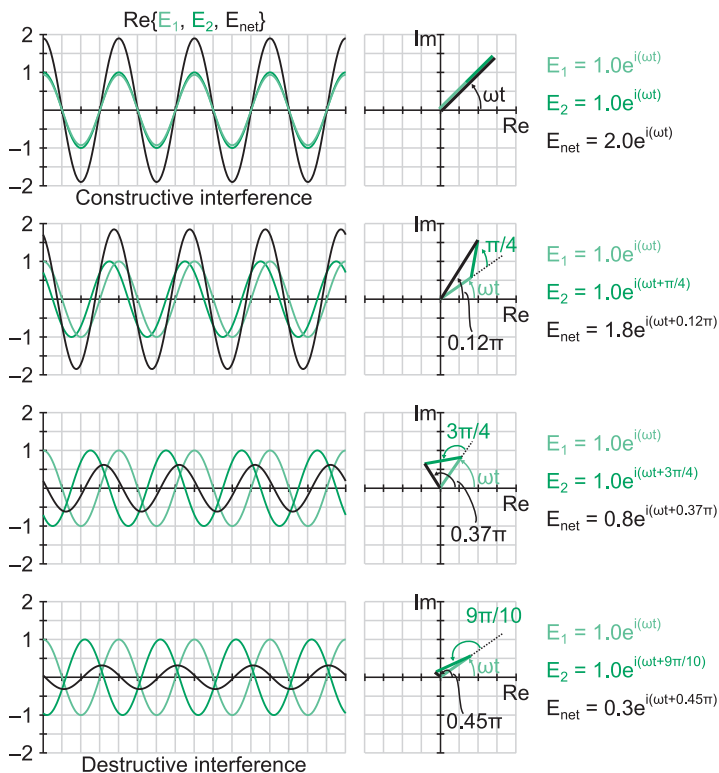 Re{E₁, E₂, Eₙₑₜ}
2
1
−1
−2
Constructive interference
Im
ωt
Re
E₁ = 1.0e^{i(ωt)}
E₂ = 1.0e^{i(ωt)}
Eₙₑₜ = 2.0e^{i(ωt)}
2
1
0
−1
−2
Im
π/4
ωt
Re
0.12π
E₁ = 1.0e^{i(ωt)}
E₂ = 1.0e^{i(ωt+π/4)}
Eₙₑₜ = 1.8e^{i(ωt+0.12π)}
2
1
0
−1
−2
Im
3π/4
ωt
Re
0.37π
E₁ = 1.0e^{i(ωt)}
E₂ = 1.0e^{i(ωt+3π/4)}
Eₙₑₜ = 0.8e^{i(ωt+0.37π)}
2
1
0
−1
−2
Destructive interference
Im
9π/10
ωt
Re
0.45π
E₁ = 1.0e^{i(ωt)}
E₂ = 1.0e^{i(ωt+9π/10)}
Eₙₑₜ = 0.3e^{i(ωt+0.45π)}